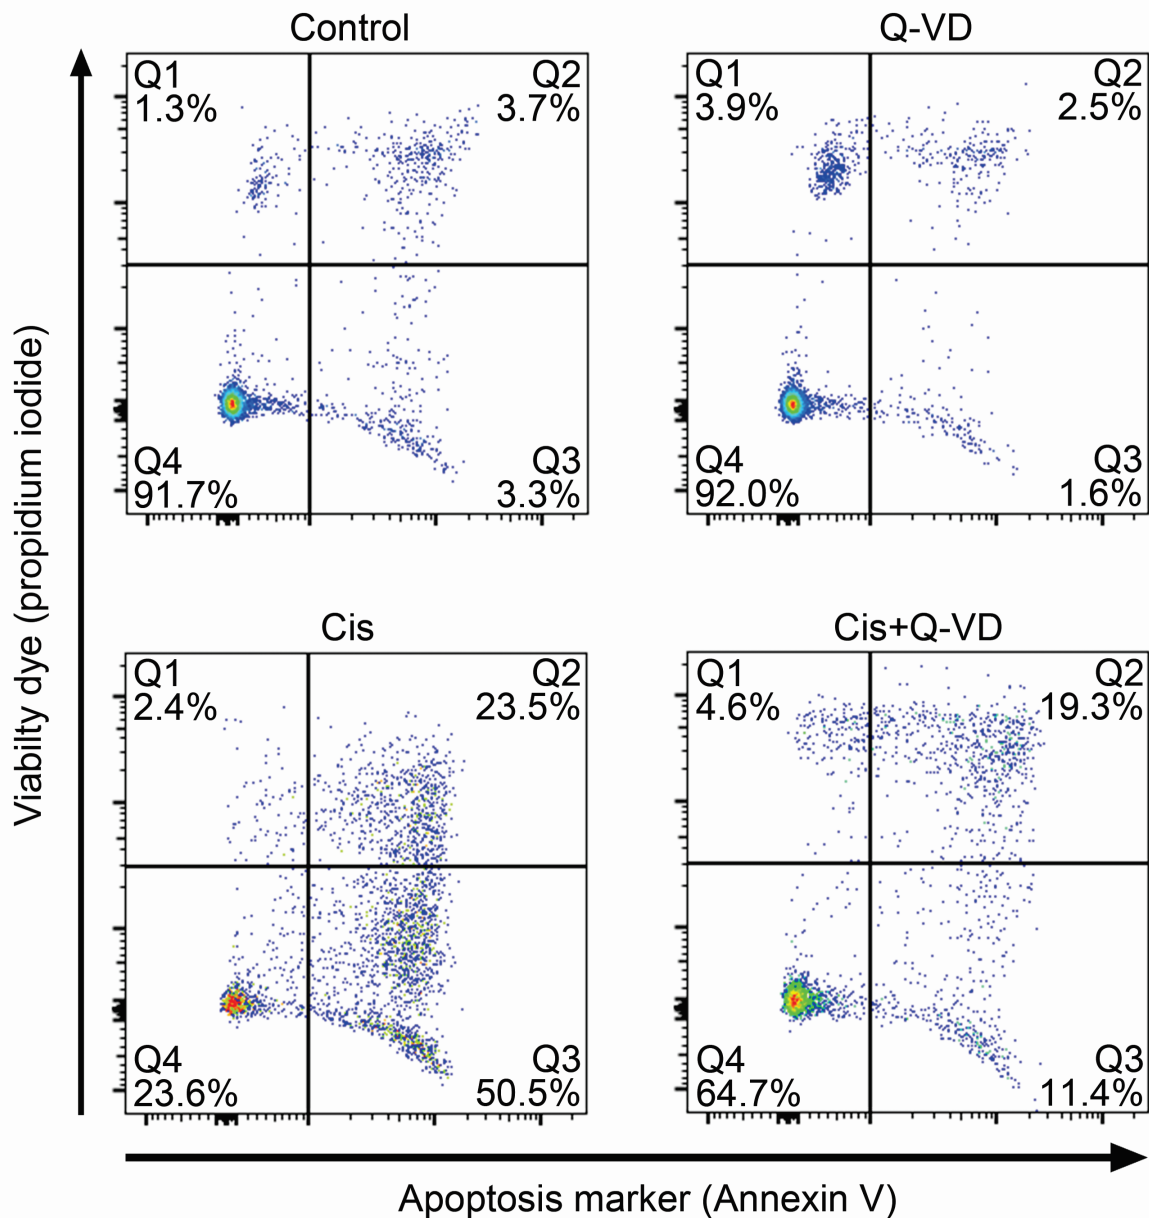 Control
Q1
1.3%
Q2
3.7%
Q4
91.7%
Q3
3.3%
Q-VD
Q1
3.9%
Q2
2.5%
Q4
92.0%
Q3
1.6%
Viabilty dye (propidium iodide)
Cis
Q1
2.4%
Q2
23.5%
Q4
23.6%
Q3
50.5%
Cis+Q-VD
Q1
4.6%
Q2
19.3%
Q4
64.7%
Q3
11.4%
Apoptosis marker (Annexin V)